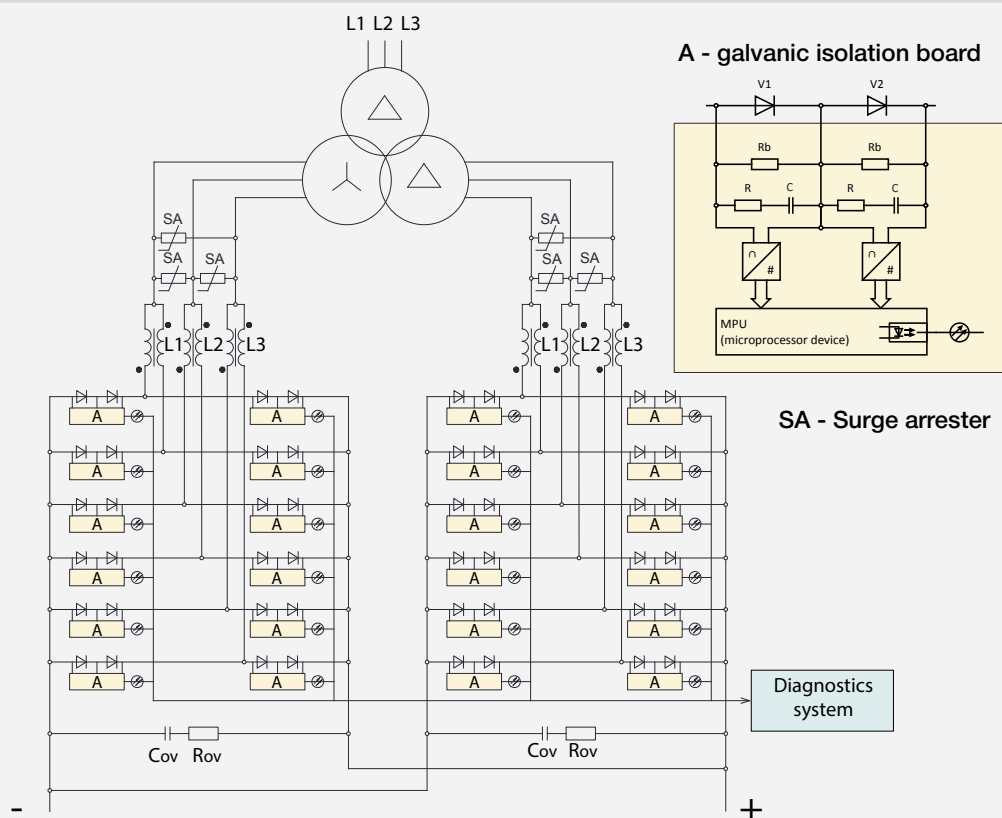 L1 L2 L3
A - galvanic isolation board
V1 V2
Rb Rb
R C R C
∩ # ∩ #
MPU
(microprocessor device)
SA - Surge arrester
SA SA
SA SA SA SA
L1 L2 L3 L1 L2 L3
A A A A
A A A A
A A A A
A A A A
A A A A
A A A A
Diagnostics
system
Cov Rov Cov Rov
- +